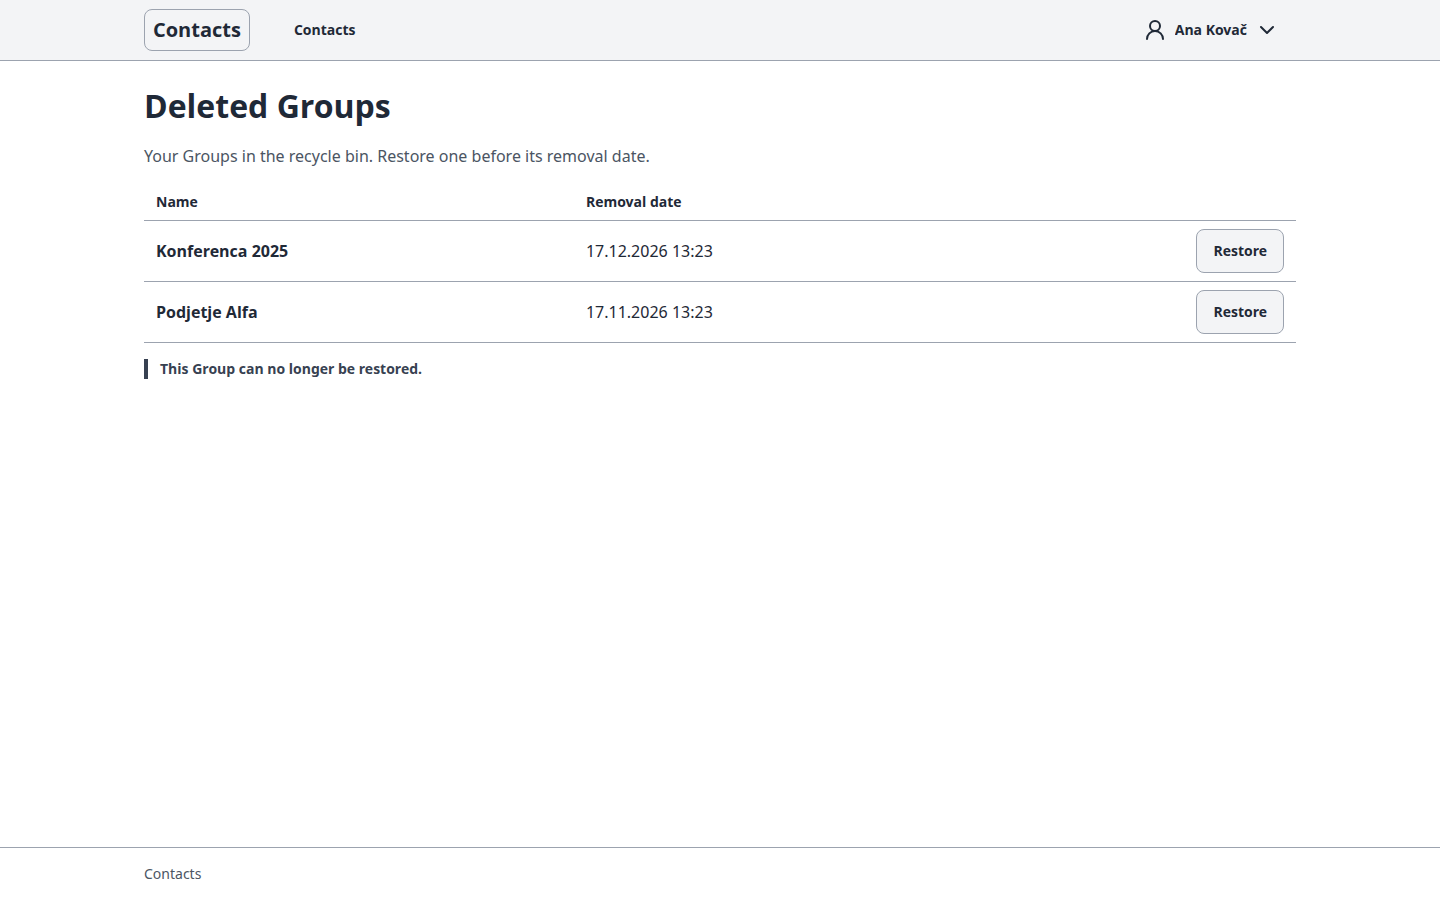 Contacts
Contacts
Ana Kovač
Deleted Groups
Your Groups in the recycle bin. Restore one before its removal date.
Name Removal date
Konferenca 2025 17.12.2026 13:23 Restore
Podjetje Alfa 17.11.2026 13:23 Restore
This Group can no longer be restored.
Contacts